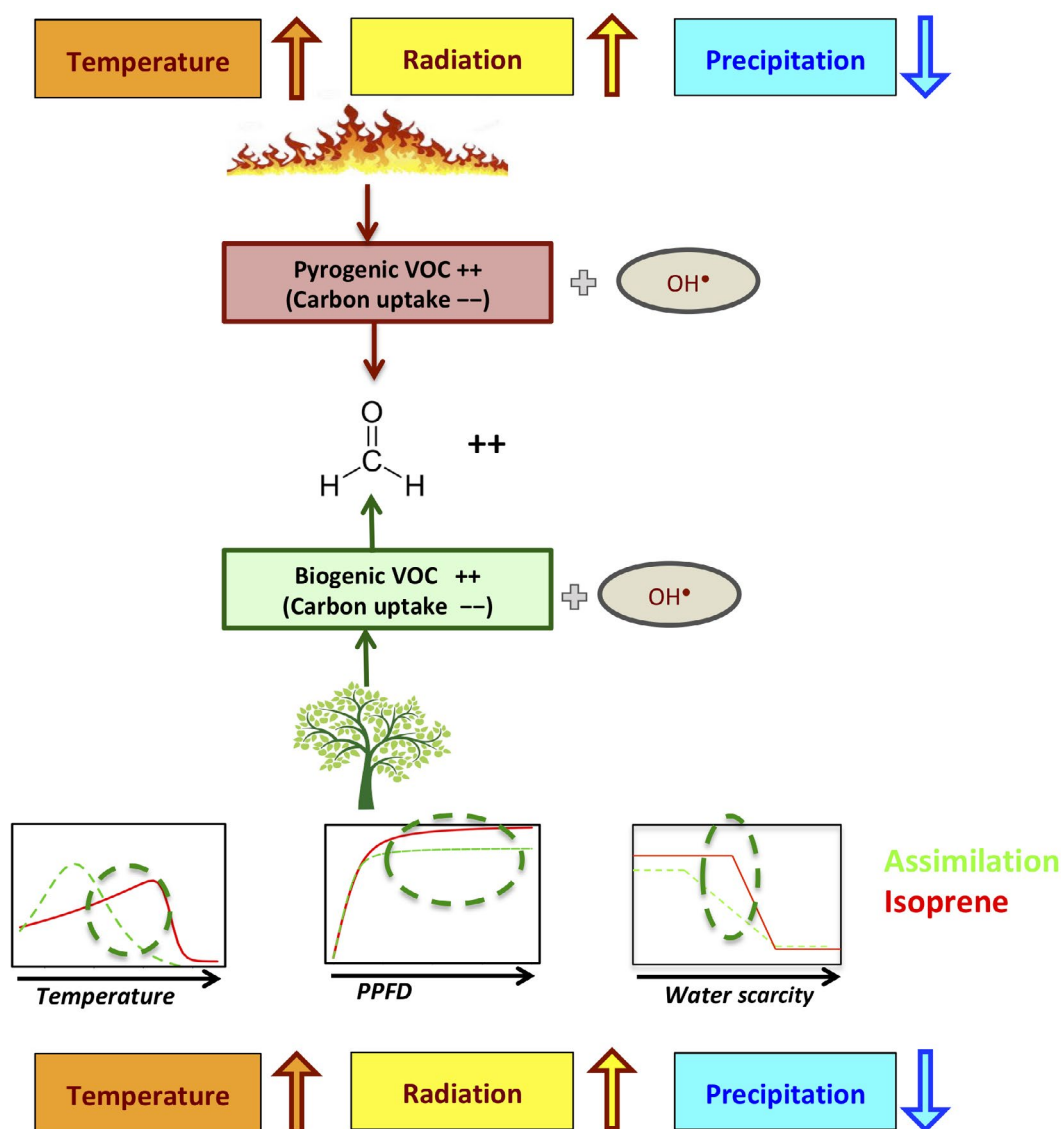 Temperature
Radiation
Precipitation
Pyrogenic VOC ++
(Carbon uptake −−)
OH•
O
C
H H
++
Biogenic VOC ++
(Carbon uptake −−)
OH•
Assimilation
Isoprene
Temperature
PPFD
Water scarcity
Temperature
Radiation
Precipitation